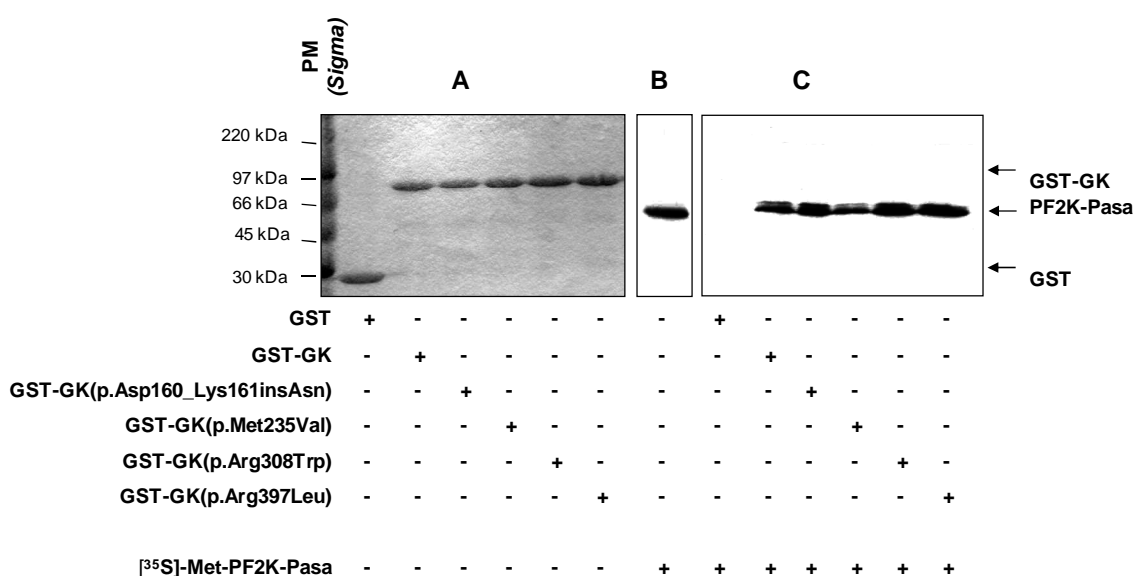 PM
(Sigma)
A
B
C
220 kDa
97 kDa
66 kDa
45 kDa
30 kDa
GST-GK
PF2K-Pasa
GST
GST + - - - - - - + - - - - -
GST-GK - + - - - - - - + - - - -
GST-GK(p.Asp160_Lys161insAsn) - - + - - - - - - + - - -
GST-GK(p.Met235Val) - - - + - - - - - - + - -
GST-GK(p.Arg308Trp) - - - - + - - - - - - + -
GST-GK(p.Arg397Leu) - - - - - + - - - - - - +
[³⁵S]-Met-PF2K-Pasa - - - - - - + + + + + + +